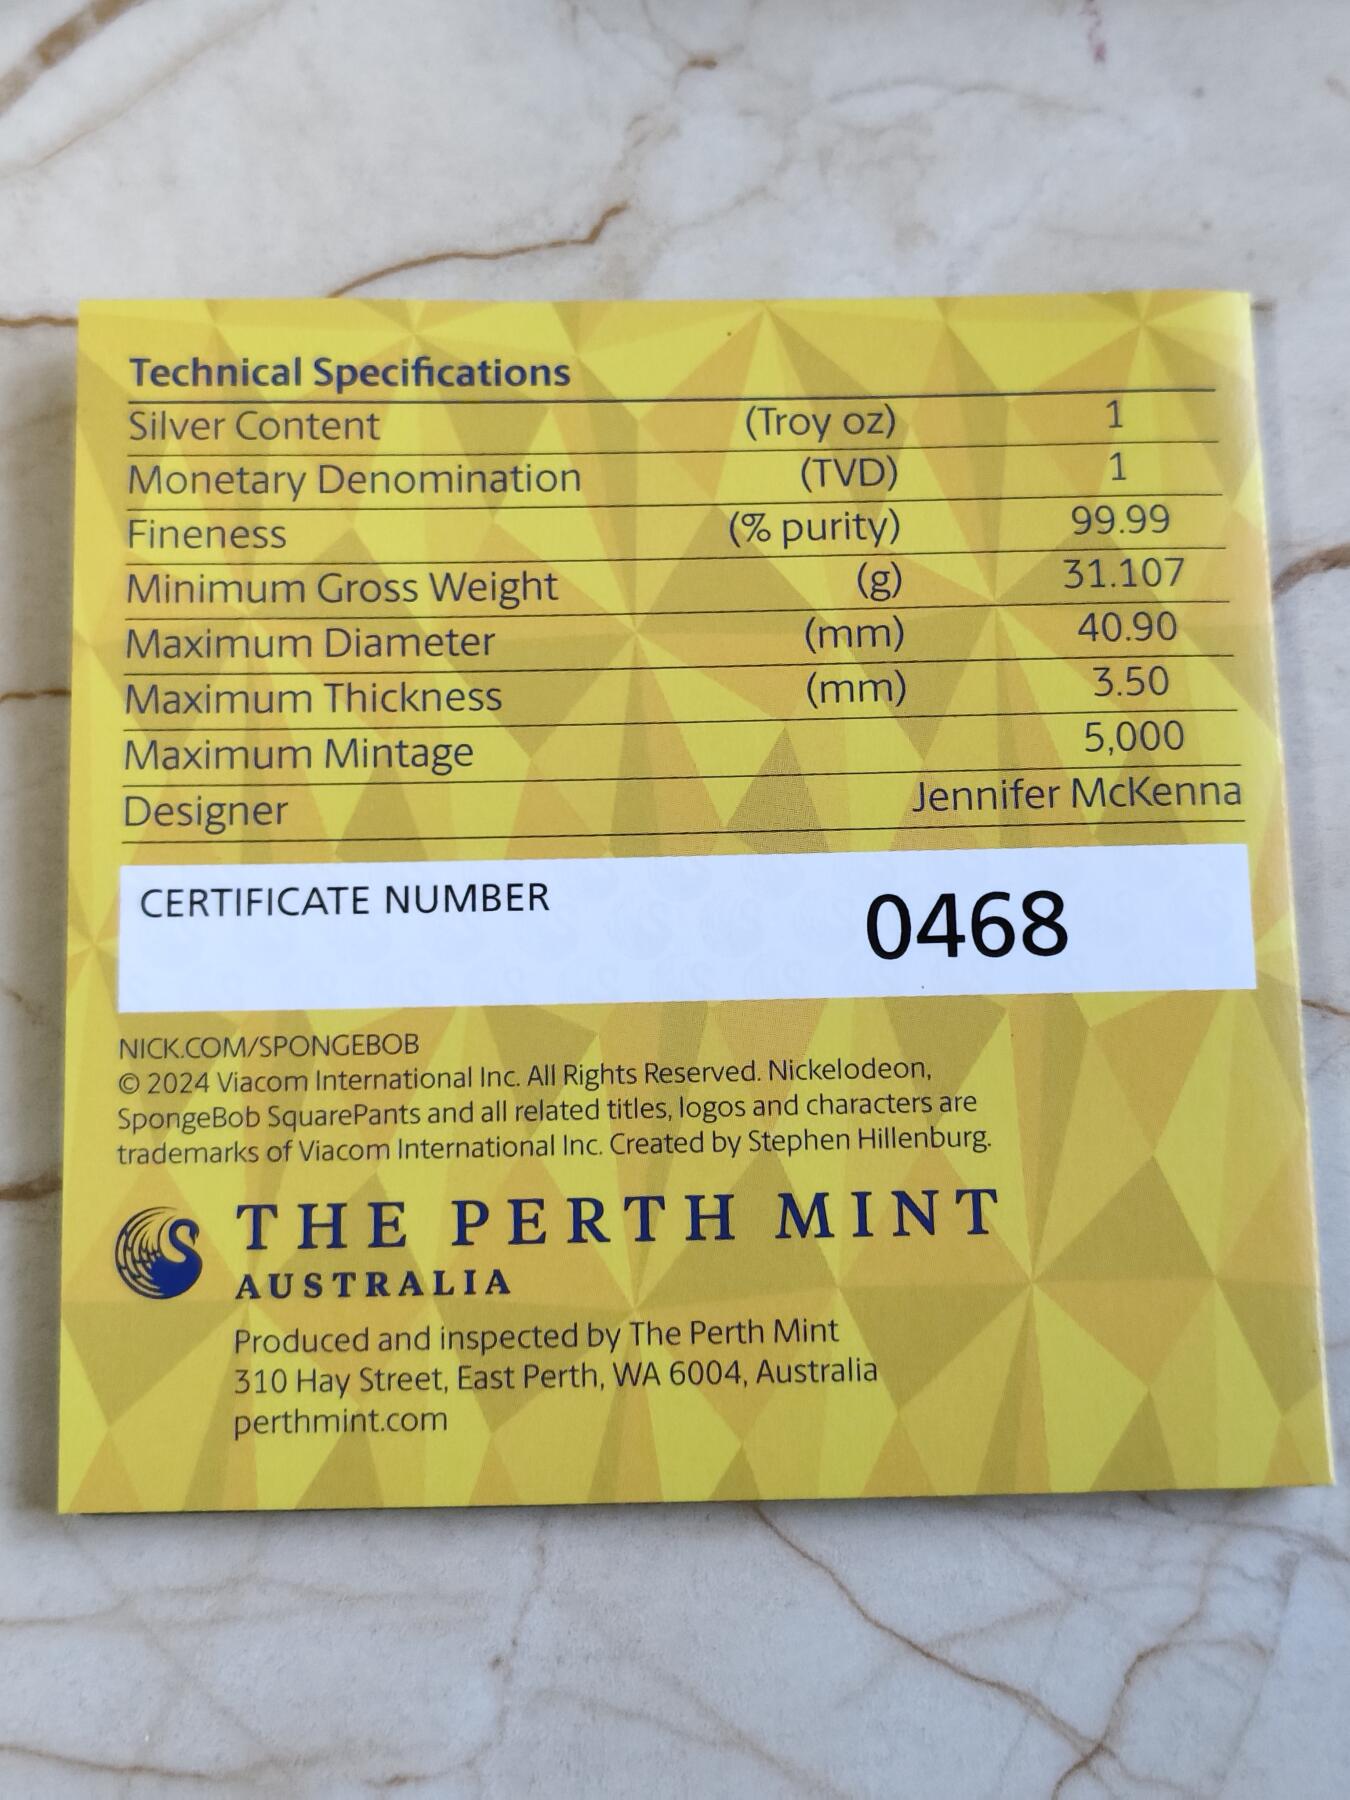 Technical Specifications
Silver Content (Troy oz) 1
Monetary Denomination (TVD) 1
Fineness (% purity) 99.99
Minimum Gross Weight (g) 31.107
Maximum Diameter (mm) 40.90
Maximum Thickness (mm) 3.50
Maximum Mintage 5,000
Designer Jennifer McKenna
CERTIFICATE NUMBER 0468
NICK.COM/SPONGEBOB
© 2024 Viacom International Inc. All Rights Reserved. Nickelodeon,
SpongeBob SquarePants and all related titles, logos and characters are
trademarks of Viacom International Inc. Created by Stephen Hillenburg.
THE PERTH MINT
AUSTRALIA
Produced and inspected by The Perth Mint
310 Hay Street, East Perth, WA 6004, Australia
perthmint.com